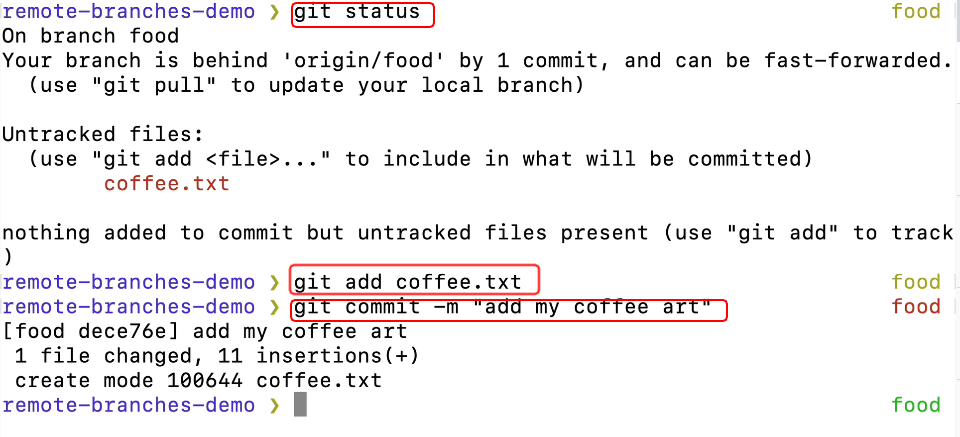 remote-branches-demo ❯ git status food
On branch food
Your branch is behind 'origin/food' by 1 commit, and can be fast-forwarded.
(use "git pull" to update your local branch)
Untracked files:
(use "git add <file>..." to include in what will be committed)
coffee.txt
nothing added to commit but untracked files present (use "git add" to track
)
remote-branches-demo ❯ git add coffee.txt food
remote-branches-demo ❯ git commit -m "add my coffee art" food
[food dece76e] add my coffee art
1 file changed, 11 insertions(+)
create mode 100644 coffee.txt
remote-branches-demo ❯ food